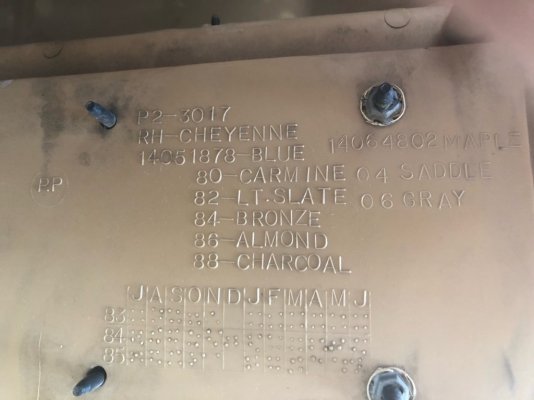 P2-3017
RH-CHEYENNE
14051878-BLUE
80-CARMINE
82-LT.SLATE
84-BRONZE
86-ALMOND
88-CHARCOAL
14064802 MAPLE
04 SADDLE
06 GRAY
PP
J A S O N D J F M A M J
83
84
85